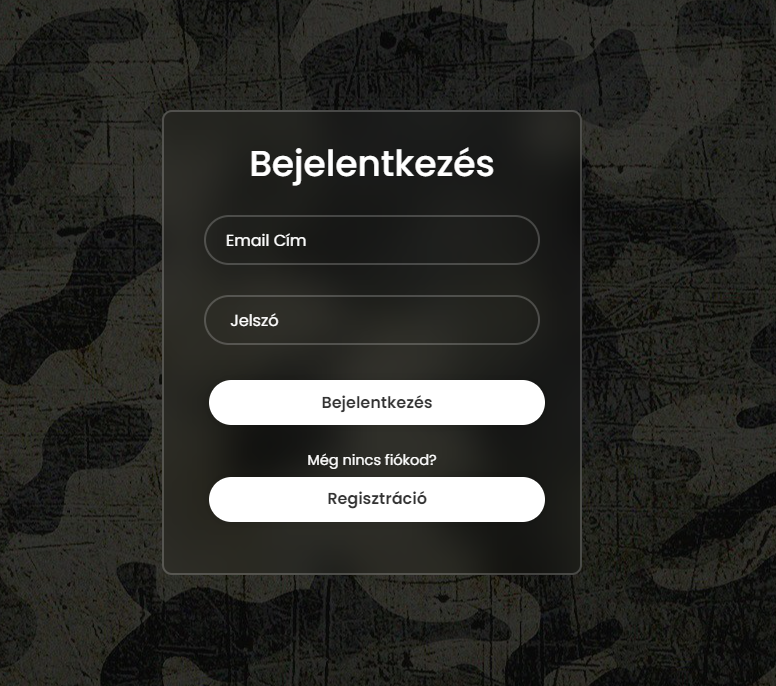 Bejelentkezés
Email Cím
Jelszó
Bejelentkezés
Még nincs fiókod?
Regisztráció